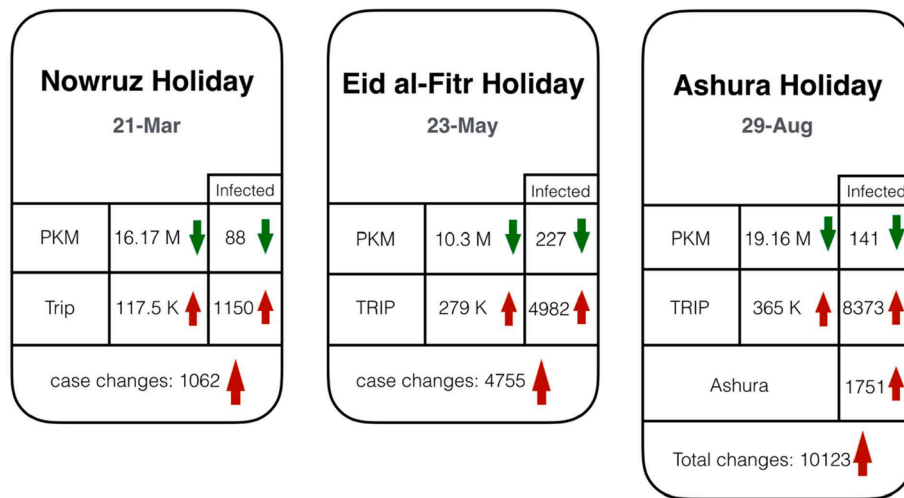 Nowruz Holiday
21-Mar
Infected
PKM 16.17 M 88
Trip 117.5 K 1150
case changes: 1062
Eid al-Fitr Holiday
23-May
Infected
PKM 10.3 M 227
TRIP 279 K 4982
case changes: 4755
Ashura Holiday
29-Aug
Infected
PKM 19.16 M 141
TRIP 365 K 8373
Ashura 1751
Total changes: 10123